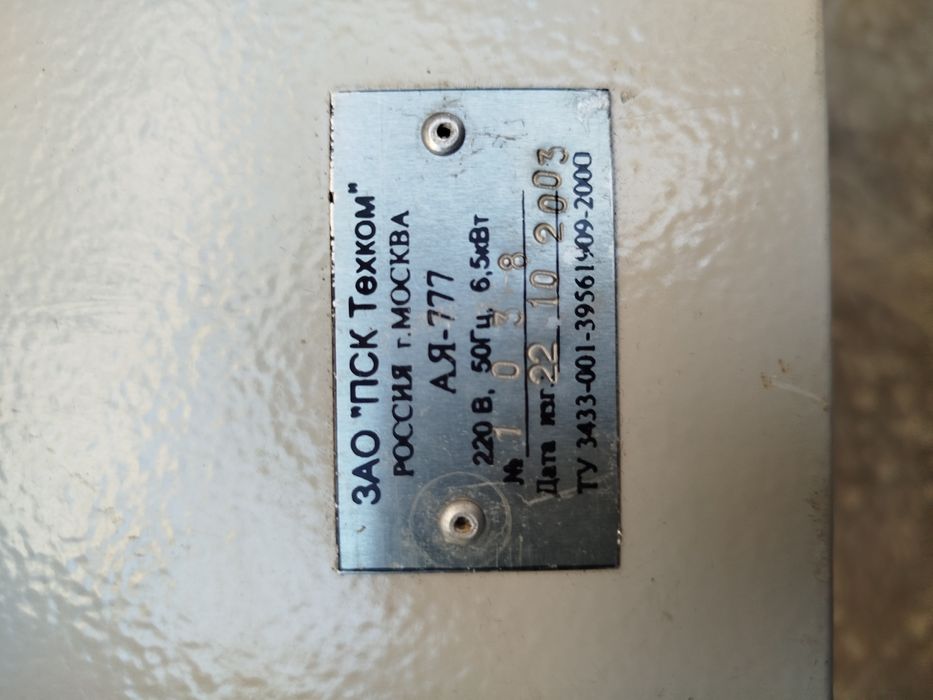 ЗАО "ПСК Техком"
РОССИЯ г.МОСКВА
АЯ-777
220 В, 50Гц, 6,5кВт
№ 1 0 3 8
Дата изг. 22 10 2003
ТУ 3433-001-39561909-2000